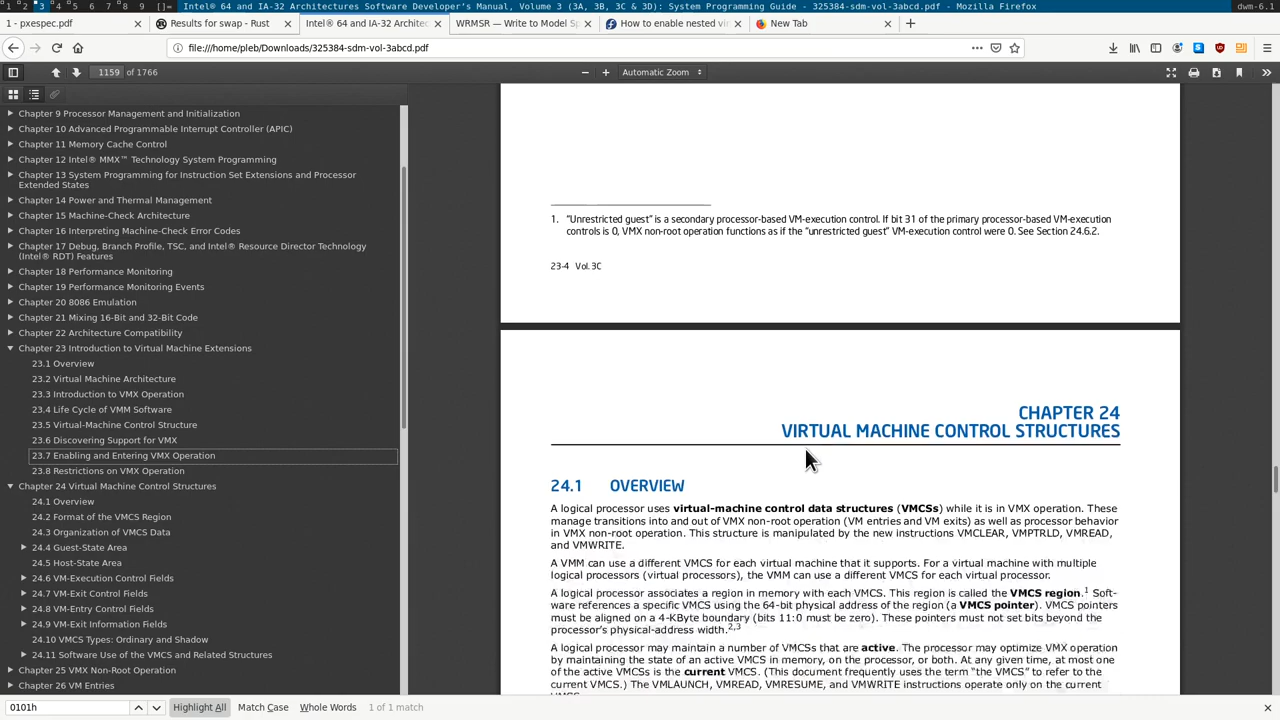 0 1 2 3 4 5 6 7 8 9 []= Intel® 64 and IA-32 Architectures Software Developer's Manual, Volume 3 (3A, 3B, 3C & 3D): System Programming Guide - 325384-sdm-vol-3abcd.pdf - Mozilla Firefox dwm-6.1
1 - pxespec.pdf
Results for swap - Rust
Intel® 64 and IA-32 Architec
WRMSR — Write to Model Sp
How to enable nested vi
New Tab
file:///home/pleb/Downloads/325384-sdm-vol-3abcd.pdf
1159 of 1766
Automatic Zoom
Chapter 9 Processor Management and Initialization
Chapter 10 Advanced Programmable Interrupt Controller (APIC)
Chapter 11 Memory Cache Control
Chapter 12 Intel® MMX™ Technology System Programming
Chapter 13 System Programming for Instruction Set Extensions and Processor
Extended States
Chapter 14 Power and Thermal Management
Chapter 15 Machine-Check Architecture
Chapter 16 Interpreting Machine-Check Error Codes
Chapter 17 Debug, Branch Profile, TSC, and Intel® Resource Director Technology
(Intel® RDT) Features
Chapter 18 Performance Monitoring
Chapter 19 Performance Monitoring Events
Chapter 20 8086 Emulation
Chapter 21 Mixing 16-Bit and 32-Bit Code
Chapter 22 Architecture Compatibility
Chapter 23 Introduction to Virtual Machine Extensions
23.1 Overview
23.2 Virtual Machine Architecture
23.3 Introduction to VMX Operation
23.4 Life Cycle of VMM Software
23.5 Virtual-Machine Control Structure
23.6 Discovering Support for VMX
23.7 Enabling and Entering VMX Operation
23.8 Restrictions on VMX Operation
Chapter 24 Virtual Machine Control Structures
24.1 Overview
24.2 Format of the VMCS Region
24.3 Organization of VMCS Data
24.4 Guest-State Area
24.5 Host-State Area
24.6 VM-Execution Control Fields
24.7 VM-Exit Control Fields
24.8 VM-Entry Control Fields
24.9 VM-Exit Information Fields
24.10 VMCS Types: Ordinary and Shadow
24.11 Software Use of the VMCS and Related Structures
Chapter 25 VMX Non-Root Operation
Chapter 26 VM Entries
1. “Unrestricted guest” is a secondary processor-based VM-execution control. If bit 31 of the primary processor-based VM-execution
controls is 0, VMX non-root operation functions as if the “unrestricted guest” VM-execution control were 0. See Section 24.6.2.
23-4 Vol. 3C
CHAPTER 24
VIRTUAL MACHINE CONTROL STRUCTURES
24.1 OVERVIEW
A logical processor uses virtual-machine control data structures (VMCSs) while it is in VMX operation. These
manage transitions into and out of VMX non-root operation (VM entries and VM exits) as well as processor behavior
in VMX non-root operation. This structure is manipulated by the new instructions VMCLEAR, VMPTRLD, VMREAD,
and VMWRITE.
A VMM can use a different VMCS for each virtual machine that it supports. For a virtual machine with multiple
logical processors (virtual processors), the VMM can use a different VMCS for each virtual processor.
A logical processor associates a region in memory with each VMCS. This region is called the VMCS region.1 Soft-
ware references a specific VMCS using the 64-bit physical address of the region (a VMCS pointer). VMCS pointers
must be aligned on a 4-KByte boundary (bits 11:0 must be zero). These pointers must not set bits beyond the
processor’s physical-address width.2,3
A logical processor may maintain a number of VMCSs that are active. The processor may optimize VMX operation
by maintaining the state of an active VMCS in memory, on the processor, or both. At any given time, at most one
of the active VMCSs is the current VMCS. (This document frequently uses the term “the VMCS” to refer to the
current VMCS.) The VMLAUNCH, VMREAD, VMRESUME, and VMWRITE instructions operate only on the current
0101h
Highlight All
Match Case
Whole Words
1 of 1 match